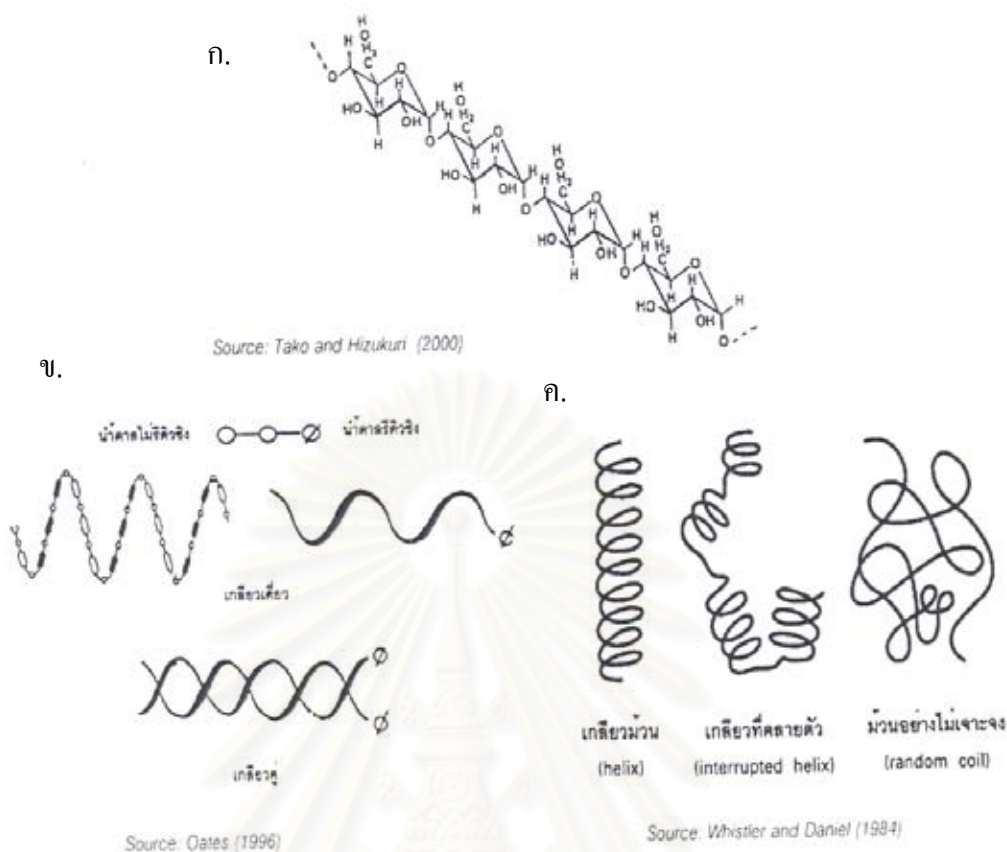 ก.
Source: Tako and Hizukuri (2000)
ข.
น้ำตาลไม่รีดิวซิง
น้ำตาลรีดิวซิง
เกลียวเดี่ยว
เกลียวคู่
Source: Oates (1996)
ค.
เกลียวม้วน
(helix)
เกลียวที่คลายตัว
(interrupted helix)
ม้วนอย่างไม่เจาะจง
(random coil)
Source: Whistler and Daniel (1984)